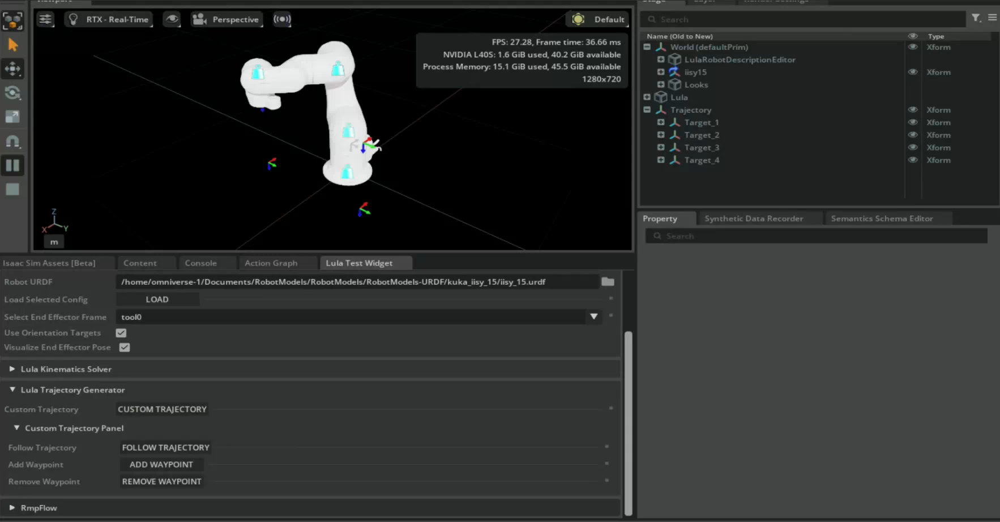 Viewport
RTX - Real-Time
Perspective
Default
FPS: 27.28, Frame time: 36.66 ms
NVIDIA L40S: 1.6 GiB used, 40.2 GiB available
Process Memory: 15.1 GiB used, 45.5 GiB available
1280x720
Z
X
Y
m
Stage
Layer
Render Settings
Search
Name (Old to New)
Type
World (defaultPrim)
Xform
LulaRobotDescriptionEditor
iisy15
Xform
Looks
Lula
Trajectory
Xform
Target_1
Xform
Target_2
Xform
Target_3
Xform
Target_4
Xform
Property
Synthetic Data Recorder
Semantics Schema Editor
Search
Isaac Sim Assets [Beta]
Content
Console
Action Graph
Lula Test Widget
Robot URDF
/home/omniverse-1/Documents/RobotModels/RobotModels/RobotModels-URDF/kuka_iisy_15/iisy_15.urdf
Load Selected Config
LOAD
Select End Effector Frame
tool0
Use Orientation Targets
Visualize End Effector Pose
Lula Kinematics Solver
Lula Trajectory Generator
Custom Trajectory
CUSTOM TRAJECTORY
Custom Trajectory Panel
Follow Trajectory
FOLLOW TRAJECTORY
Add Waypoint
ADD WAYPOINT
Remove Waypoint
REMOVE WAYPOINT
RmpFlow